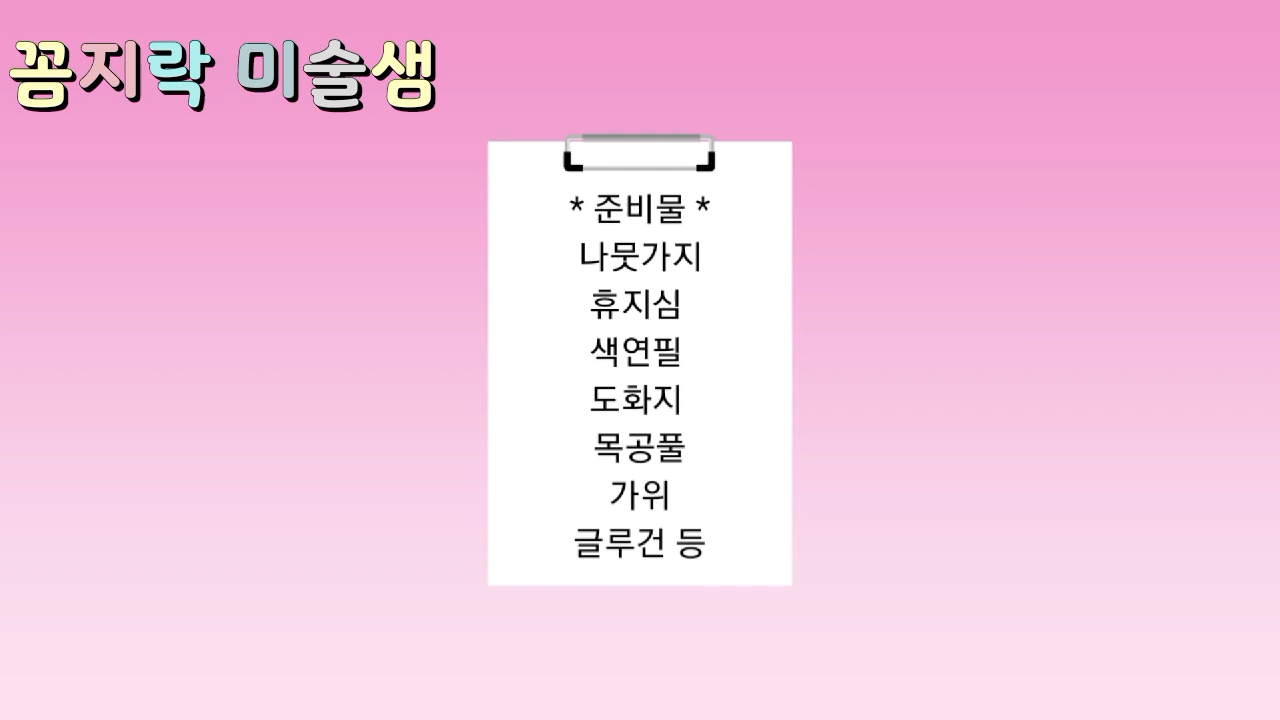 꼼지락 미술샘
* 준비물 *
나뭇가지
휴지심
색연필
도화지
목공풀
가위
글루건 등